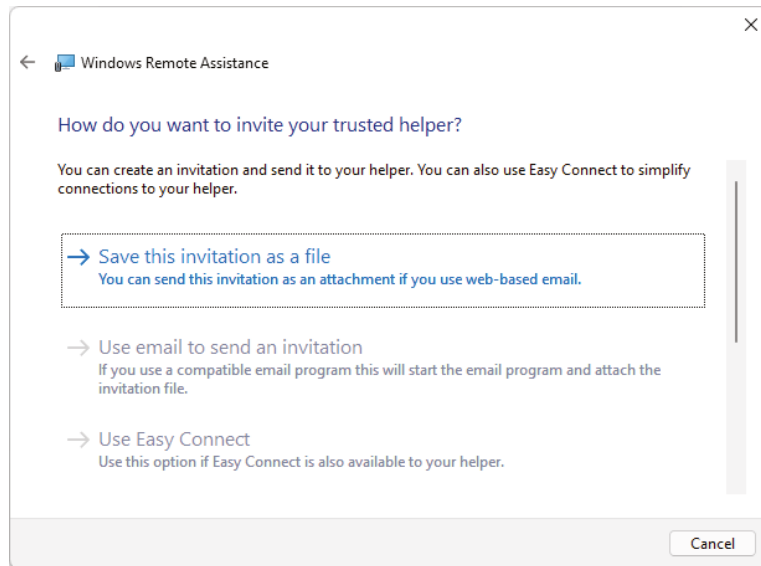 Windows Remote Assistance
How do you want to invite your trusted helper?
You can create an invitation and send it to your helper. You can also use Easy Connect to simplify
connections to your helper.
Save this invitation as a file
You can send this invitation as an attachment if you use web-based email.
Use email to send an invitation
If you use a compatible email program this will start the email program and attach the
invitation file.
Use Easy Connect
Use this option if Easy Connect is also available to your helper.
Cancel